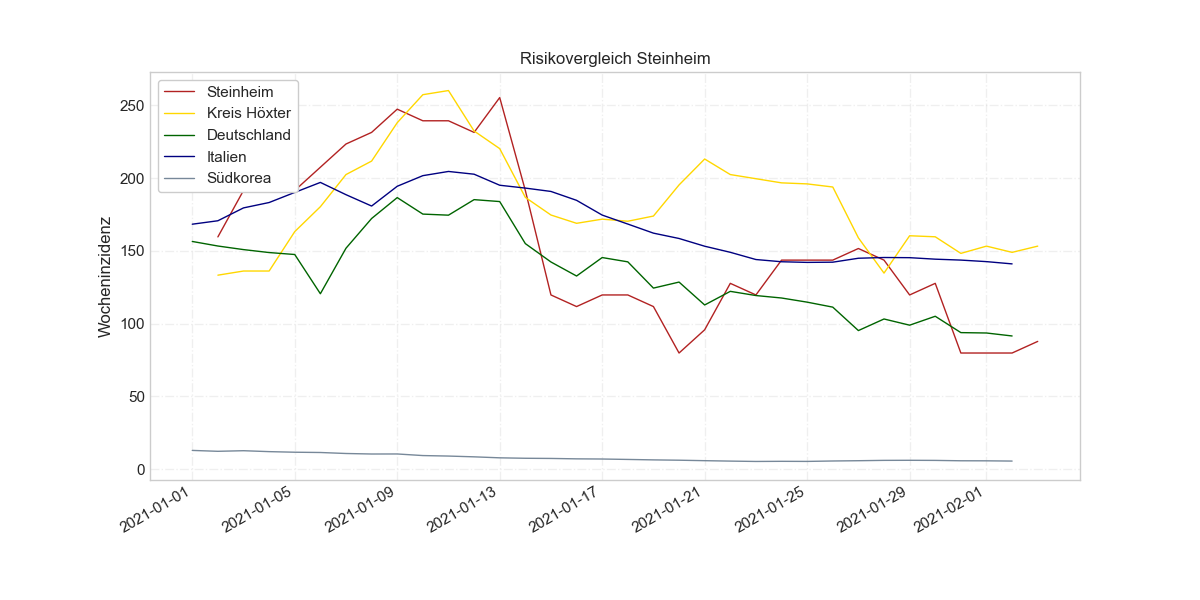 Risikovergleich Steinheim
Steinheim
Kreis Höxter
Deutschland
Italien
Südkorea
Wocheninzidenz
250
200
150
100
50
0
2021-01-01
2021-01-05
2021-01-09
2021-01-13
2021-01-17
2021-01-21
2021-01-25
2021-01-29
2021-02-01